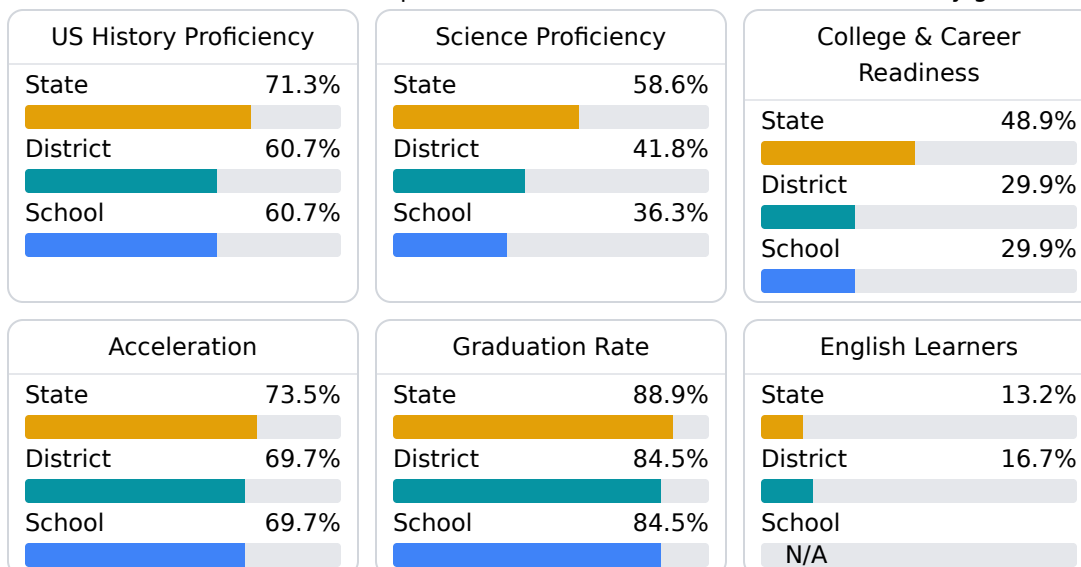 US History Proficiency
State 71.3%
District 60.7%
School 60.7%
Science Proficiency
State 58.6%
District 41.8%
School 36.3%
College & Career
Readiness
State 48.9%
District 29.9%
School 29.9%
Acceleration
State 73.5%
District 69.7%
School 69.7%
Graduation Rate
State 88.9%
District 84.5%
School 84.5%
English Learners
State 13.2%
District 16.7%
School
N/A